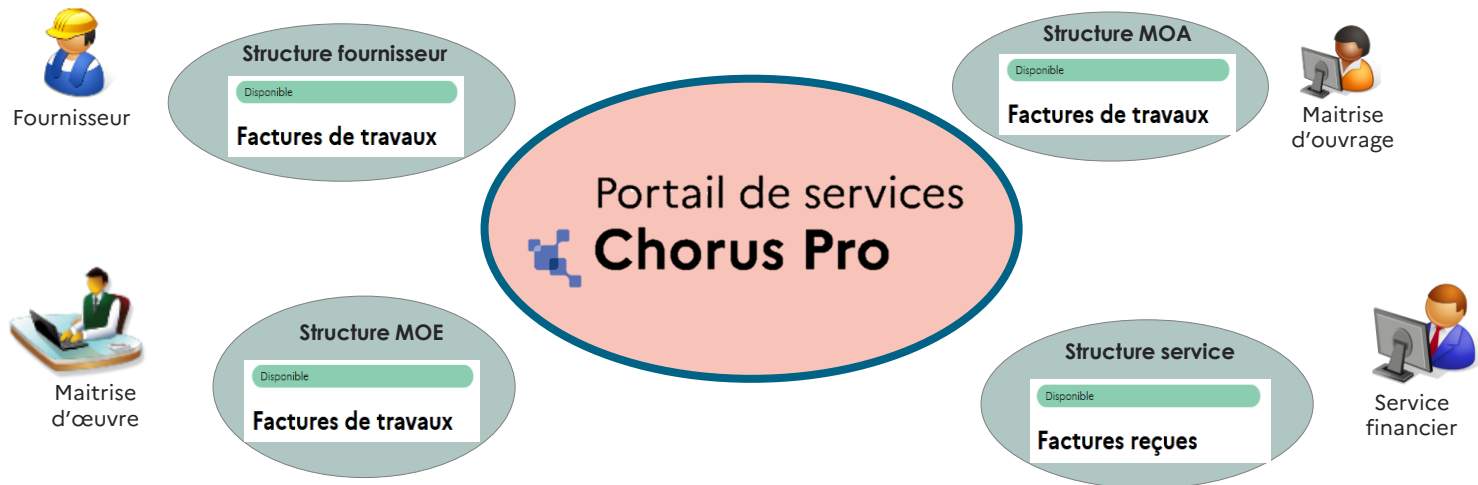 Structure fournisseur
Disponible
Factures de travaux
Fournisseur
Structure MOA
Disponible
Factures de travaux
Maitrise
d'ouvrage
Portail de services
Chorus Pro
Structure MOE
Disponible
Factures de travaux
Maitrise
d'œuvre
Structure service
Disponible
Factures reçues
Service
financier